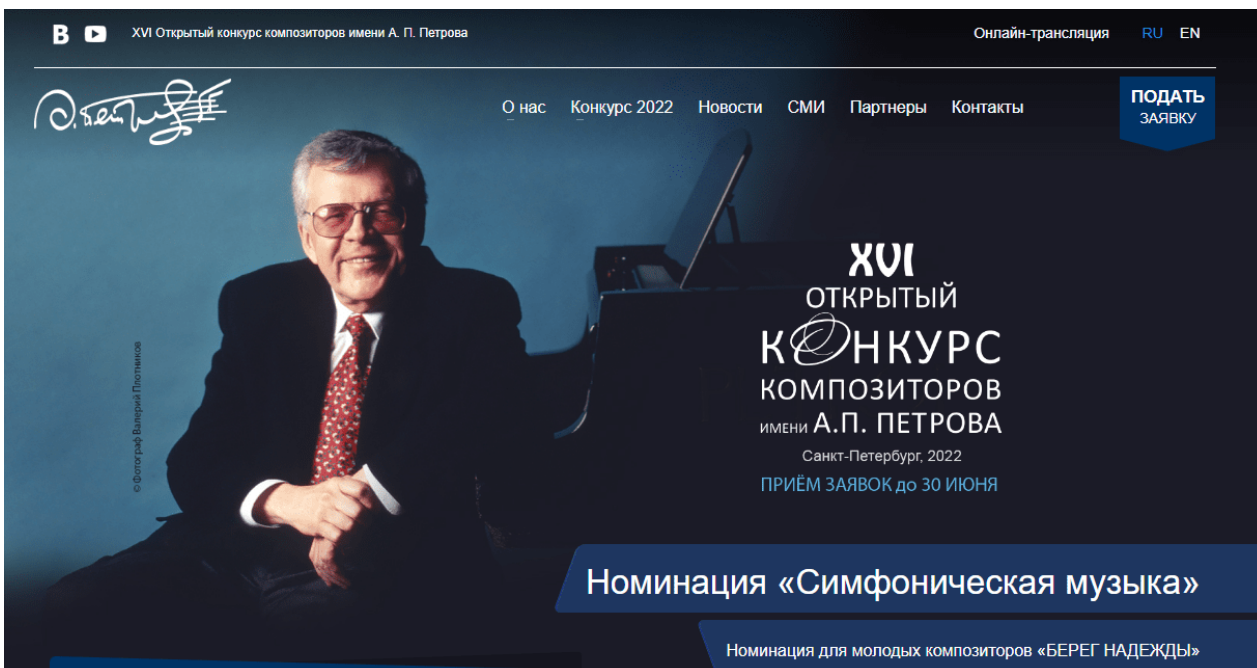 XVI Открытый конкурс композиторов имени А. П. Петрова
Онлайн-трансляция RU EN
О нас Конкурс 2022 Новости СМИ Партнеры Контакты
ПОДАТЬ
ЗАЯВКУ
XVI
ОТКРЫТЫЙ
КОНКУРС
КОМПОЗИТОРОВ
ИМЕНИ А.П. ПЕТРОВА
Санкт-Петербург, 2022
ПРИЁМ ЗАЯВОК до 30 ИЮНЯ
© Фотограф Валерий Плотников
Номинация «Симфоническая музыка»
Номинация для молодых композиторов «БЕРЕГ НАДЕЖДЫ»